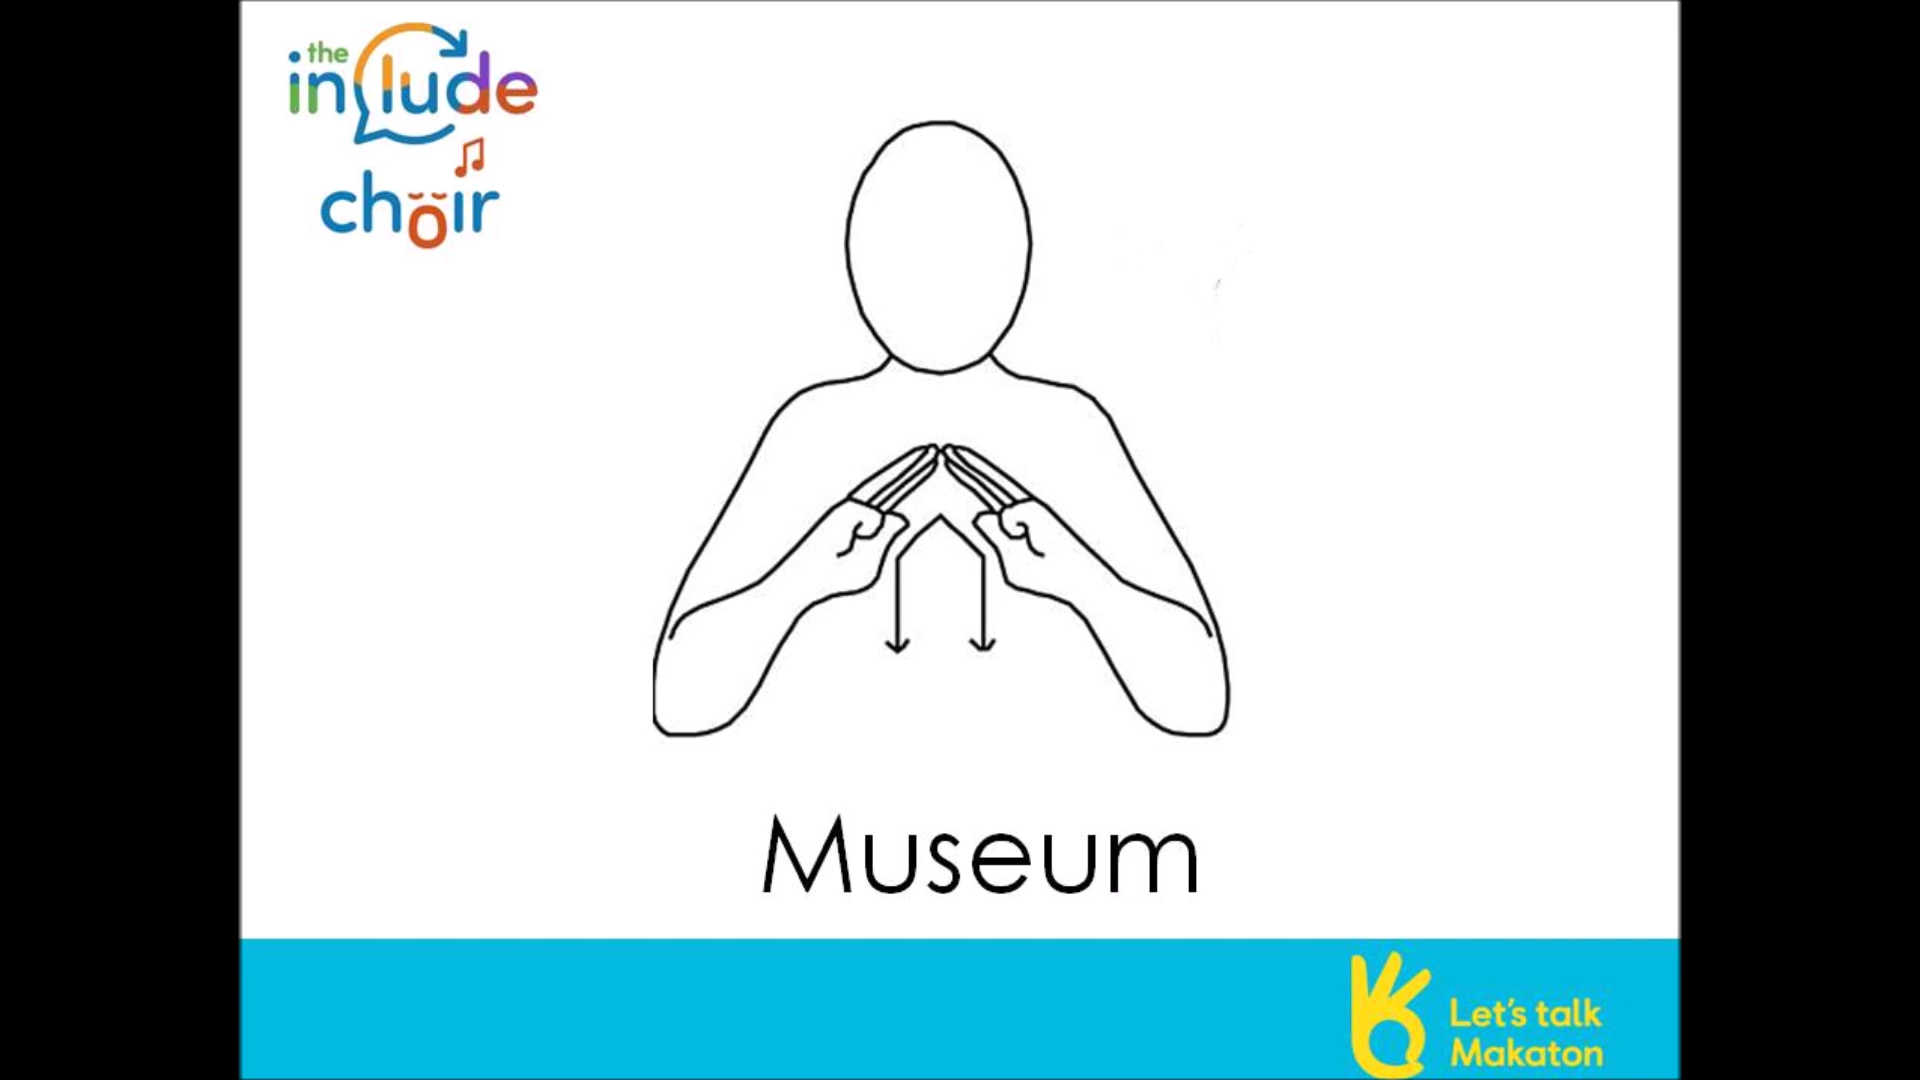 the
include
choir
Museum
Let's talk
Makaton